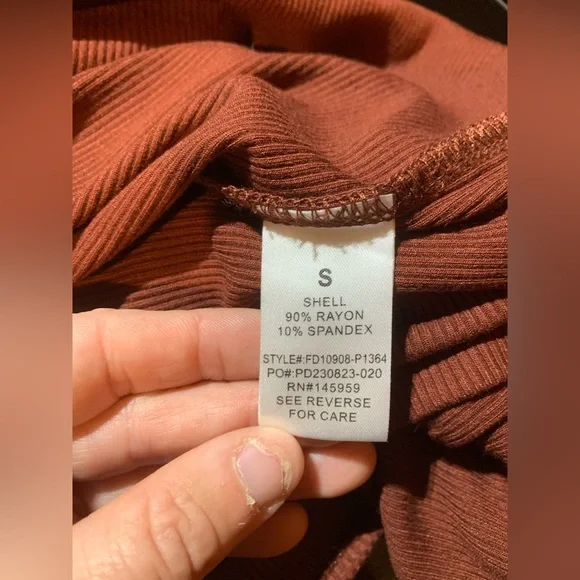 S
SHELL
90% RAYON
10% SPANDEX
STYLE#:FD10908-P1364
PO#:PD230823-020
RN#145959
SEE REVERSE
FOR CARE